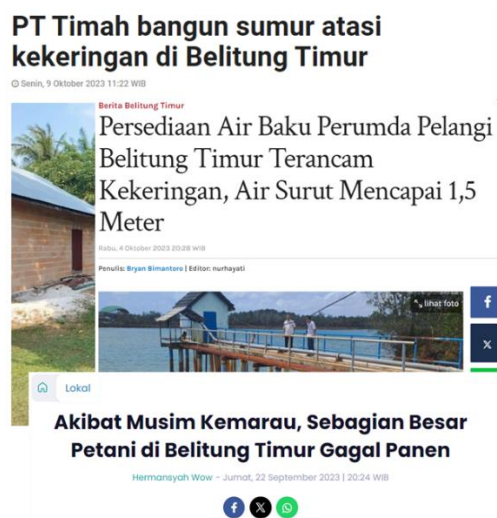 PT Timah bangun sumur atasi
kekeringan di Belitung Timur
Senin, 9 Oktober 2023 11:22 WIB
Berita Belitung Timur
Persediaan Air Baku Perumda Pelangi
Belitung Timur Terancam
Kekeringan, Air Surut Mencapai 1,5
Meter
Rabu, 4 Oktober 2023 20:28 WIB
Penulis: Bryan Bimantoro | Editor: nurhayati
lihat foto
Lokal
Akibat Musim Kemarau, Sebagian Besar
Petani di Belitung Timur Gagal Panen
Hermansyah Wow - Jumat, 22 September 2023 | 20:24 WIB